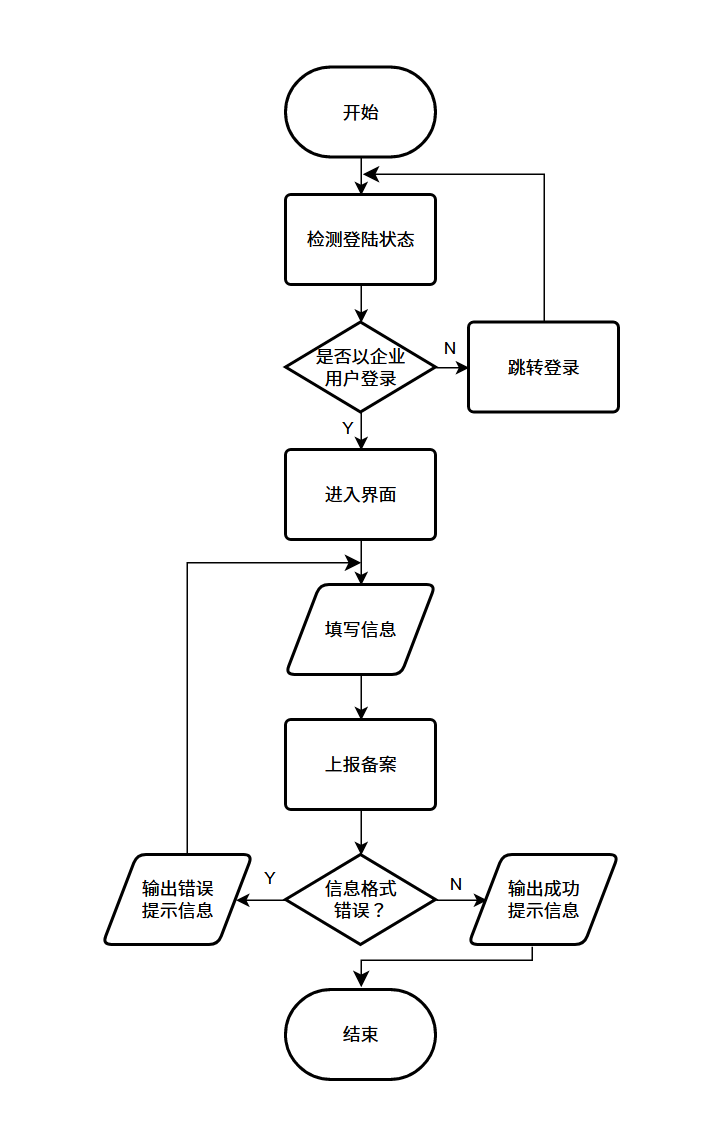 开始
检测登陆状态
是否以企业
用户登录
N
跳转登录
Y
进入界面
填写信息
上报备案
信息格式
错误？
Y
输出错误
提示信息
N
输出成功
提示信息
结束